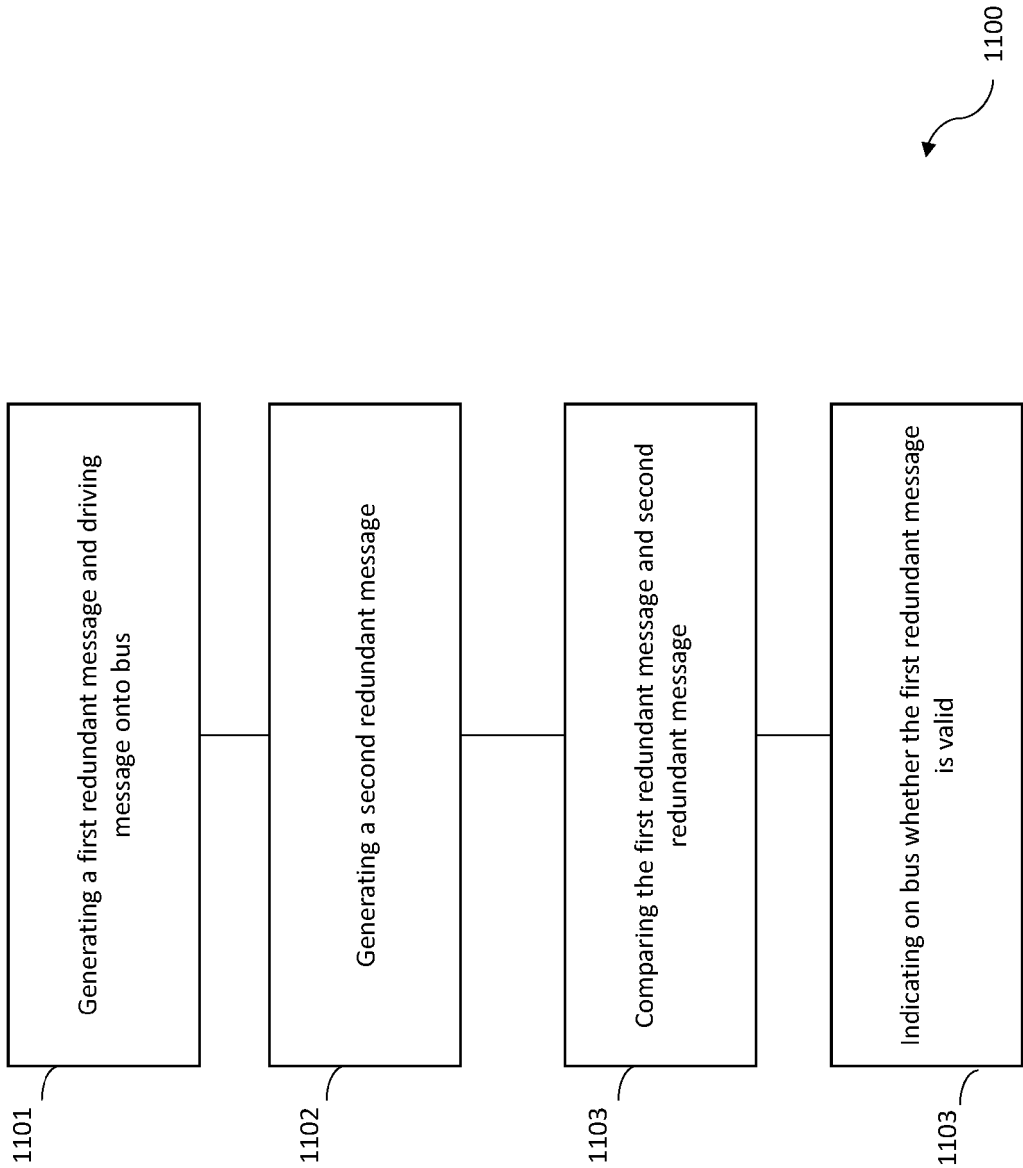 1100
1101
Generating a first redundant message and driving
message onto bus
1102
Generating a second redundant message
1103
Comparing the first redundant message and second
redundant message
1103
Indicating on bus whether the first redundant message
is valid